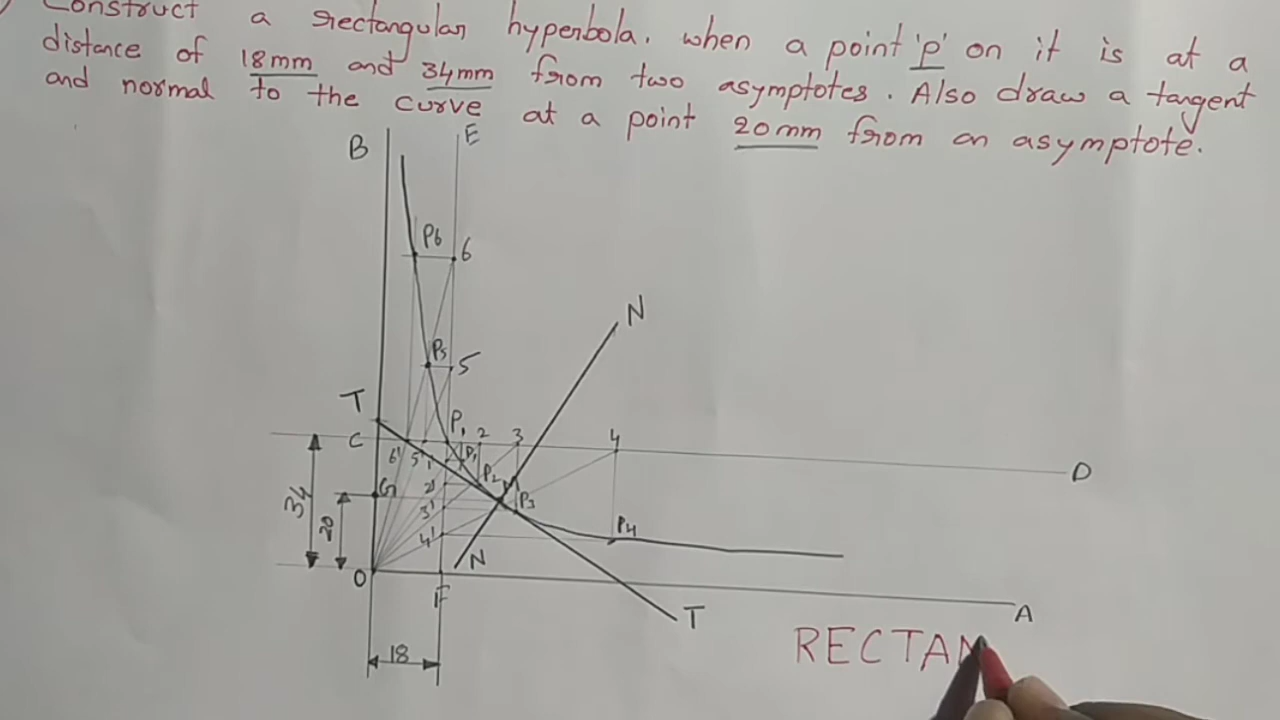 Construct a rectangular hyperbola, when a point 'p' on it is at a
distance of 18mm and 34mm from two asymptotes. Also draw a tangent
and normal to the curve at a point 20mm from an asymptote.
B
E
P6
6
N
P5
5
T
P,
2
3
4
C
D
6'
5'
1'
P1
G
2'
P2
M
34
20
3'
P3
4'
P4
O
N
F
A
T
18
RECTAN